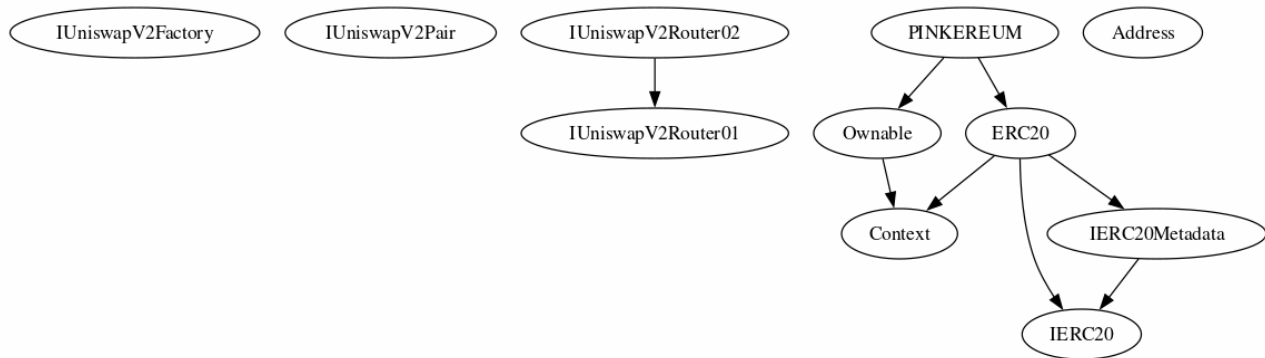 IUniswapV2Factory
IUniswapV2Pair
IUniswapV2Router02
PINKEREUM
Address
IUniswapV2Router01
Ownable
ERC20
Context
IERC20Metadata
IERC20